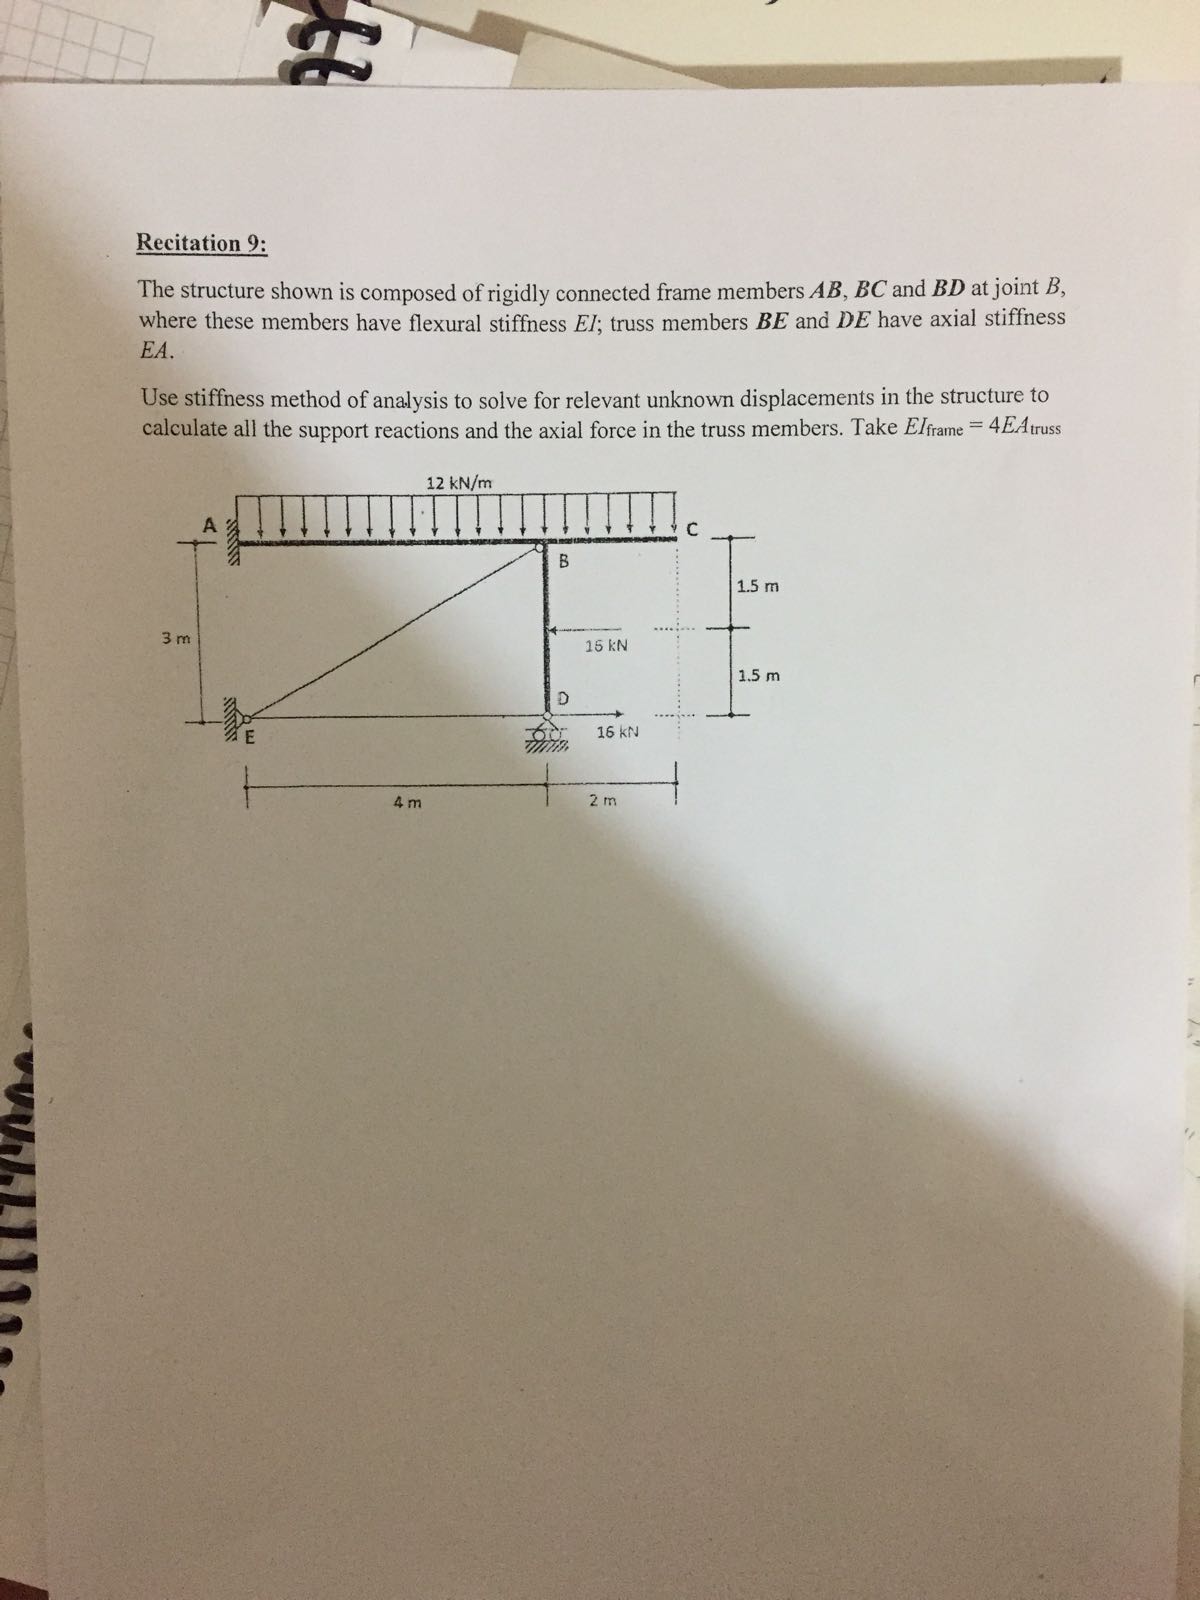 Recitation 9:
The structure shown is composed of rigidly connected frame members AB, BC and BD at joint B,
where these members have flexural stiffness EI; truss members BE and DE have axial stiffness
EA.
Use stiffness method of analysis to solve for relevant unknown displacements in the structure to
calculate all the support reactions and the axial force in the truss members. Take EIframe = 4EAtruss
12 kN/m
A
C
B
1.5 m
3 m
16 kN
1.5 m
D
E
16 kN
4 m
2 m